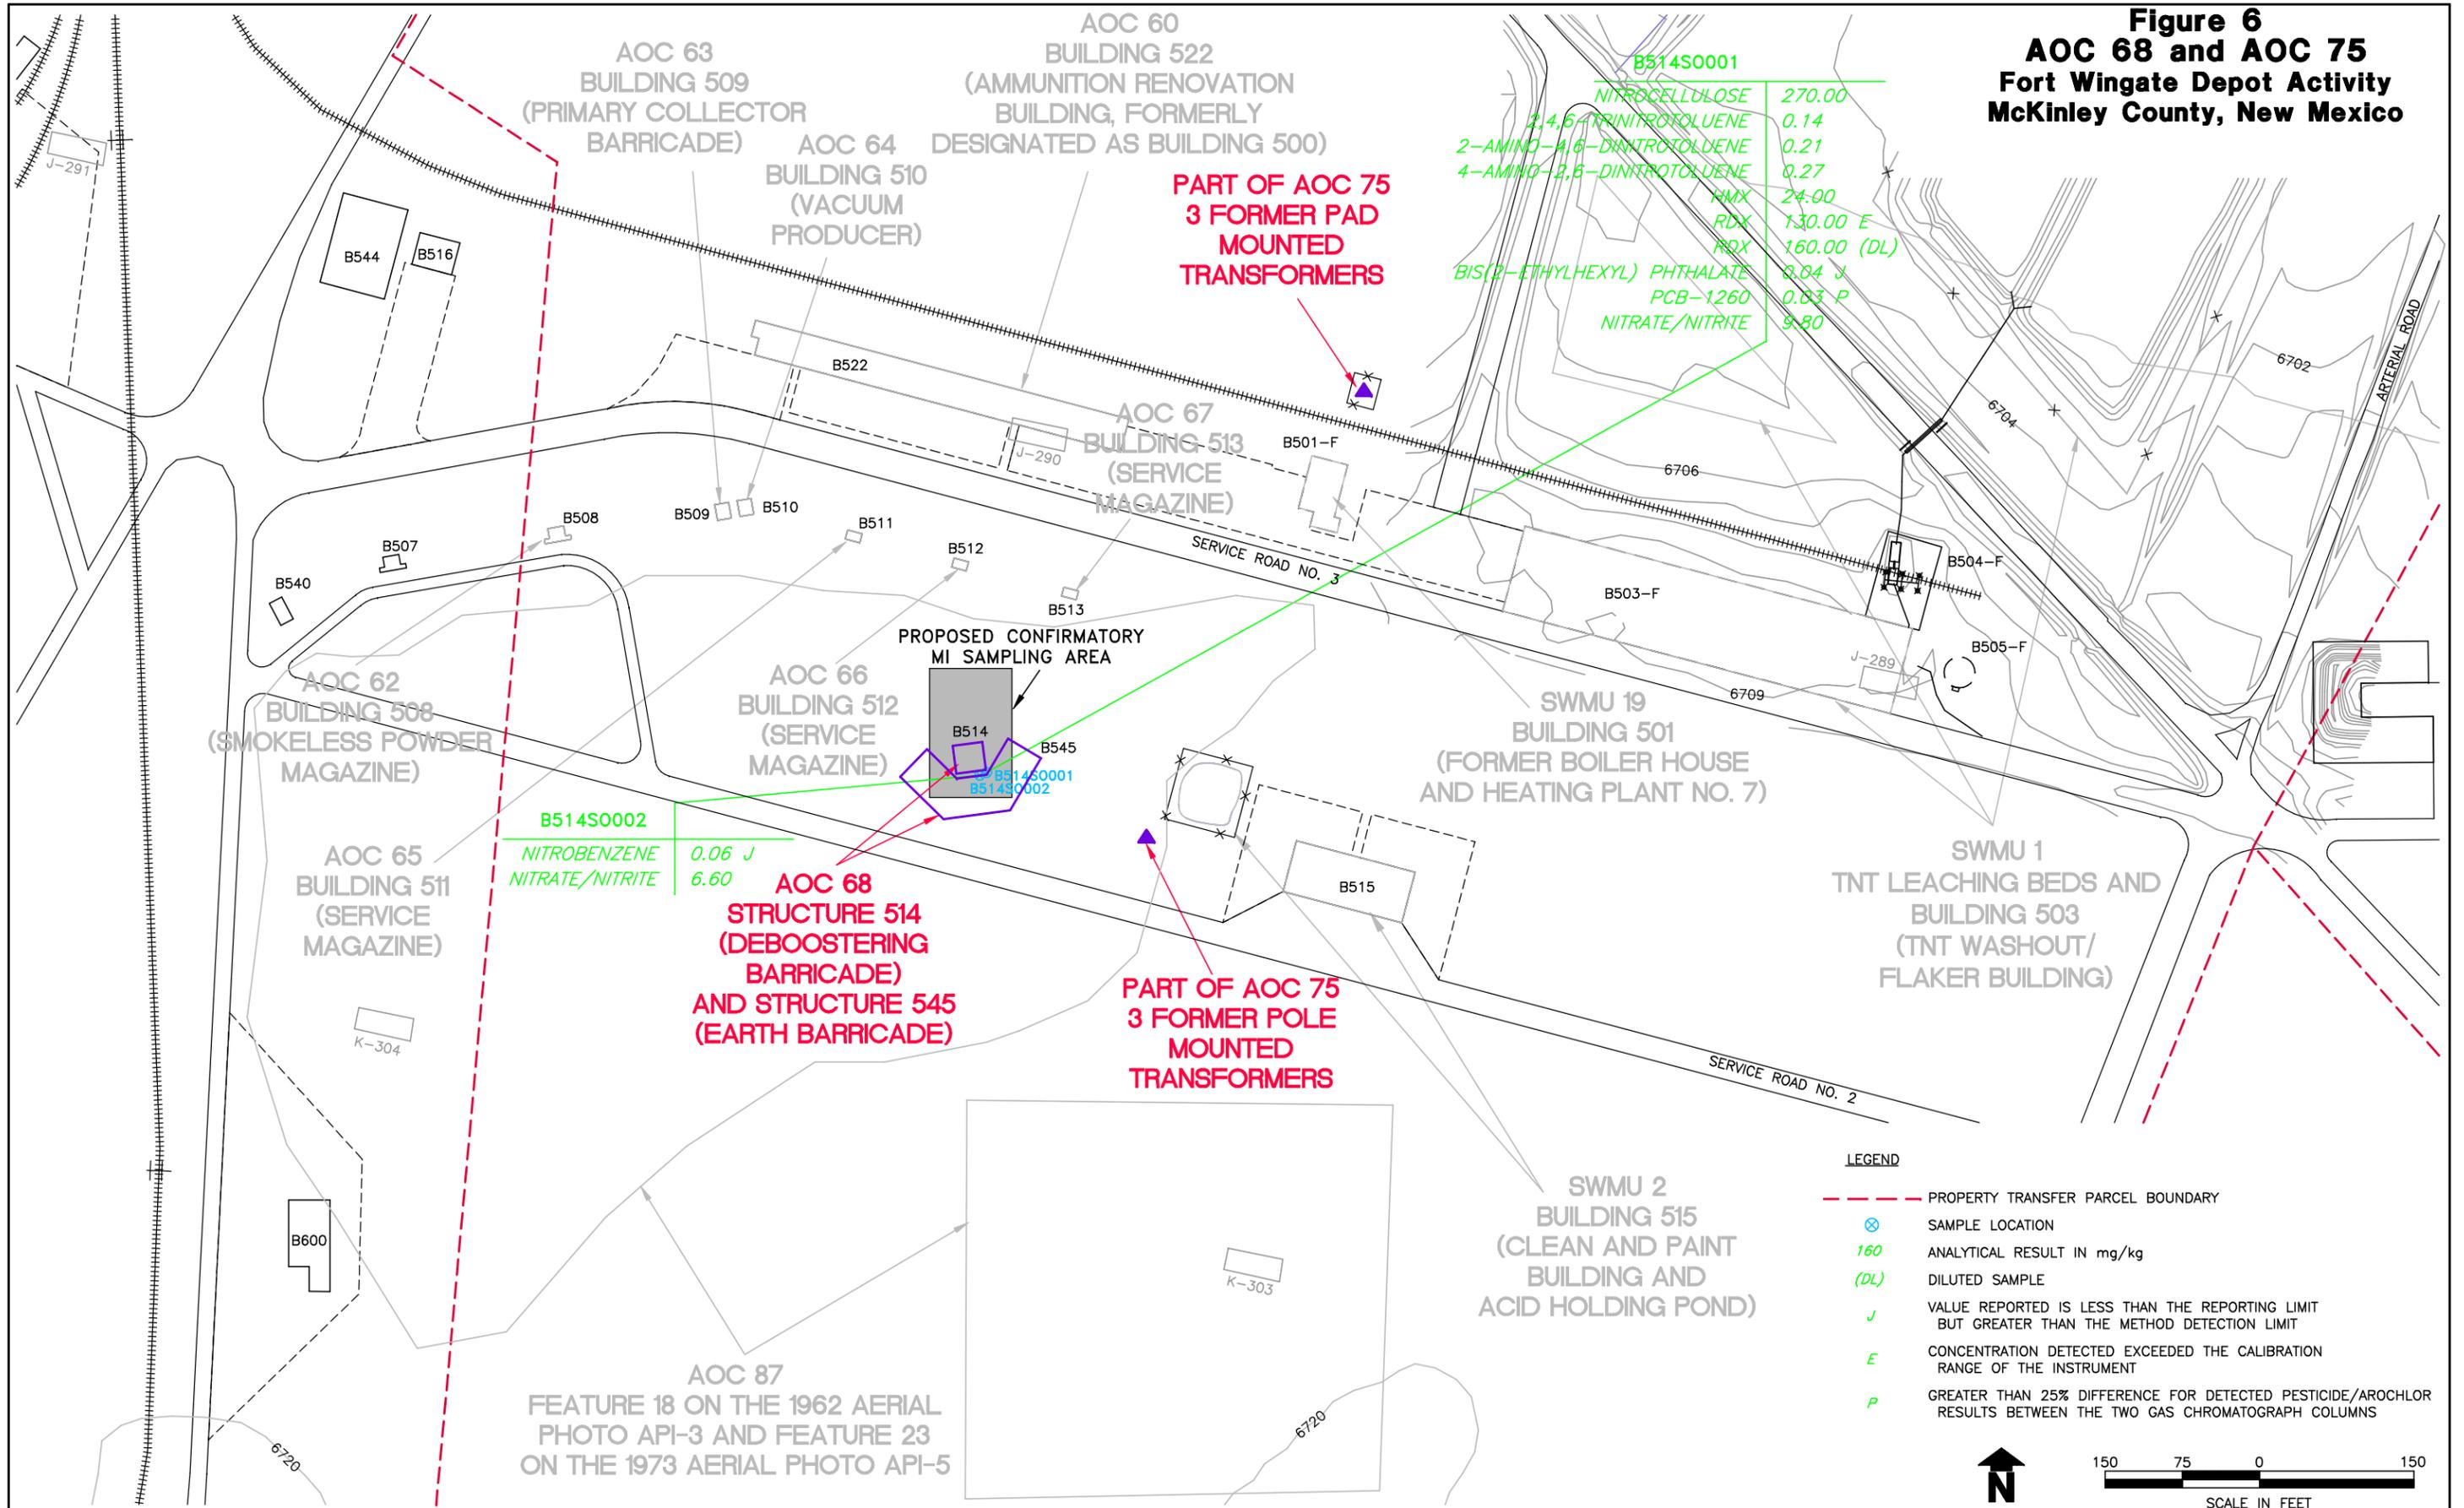 Figure 6
AOC 68 and AOC 75
Fort Wingate Depot Activity
McKinley County, New Mexico
AOC 63
BUILDING 509
(PRIMARY COLLECTOR
BARRICADE)
AOC 64
BUILDING 510
(VACUUM
PRODUCER)
AOC 60
BUILDING 522
(AMMUNITION RENOVATION
BUILDING, FORMERLY
DESIGNATED AS BUILDING 500)
PART OF AOC 75
3 FORMER PAD
MOUNTED
TRANSFORMERS
B514SO001
NITROCELLULOSE 270.00
2,4,6-TRINITROTOLUENE 0.14
2-AMINO-4,6-DINITROTOLUENE 0.21
4-AMINO-2,6-DINITROTOLUENE 0.27
HMX 24.00
RDX 130.00 E
RDX 160.00 (DL)
BIS(2-ETHYLHEXYL) PHTHALATE 0.04 J
PCB-1260 0.03 P
NITRATE/NITRITE 9.80
J-291
B544
B516
B522
J-290
AOC 67
BUILDING 513
(SERVICE
MAGAZINE)
B501-F
6706
6704
6702
ARTERIAL ROAD
B509
B510
B508
B507
B540
B511
B512
B513
SERVICE ROAD NO. 3
B503-F
B504-F
B505-F
J-289
6709
PROPOSED CONFIRMATORY
MI SAMPLING AREA
B514
B545
B514SO001
B514SO002
AOC 62
BUILDING 508
(SMOKELESS POWDER
MAGAZINE)
AOC 66
BUILDING 512
(SERVICE
MAGAZINE)
SWMU 19
BUILDING 501
(FORMER BOILER HOUSE
AND HEATING PLANT NO. 7)
B514SO002
NITROBENZENE 0.06 J
NITRATE/NITRITE 6.60
AOC 65
BUILDING 511
(SERVICE
MAGAZINE)
AOC 68
STRUCTURE 514
(DEBOOSTERING
BARRICADE)
AND STRUCTURE 545
(EARTH BARRICADE)
B515
SWMU 1
TNT LEACHING BEDS AND
BUILDING 503
(TNT WASHOUT/
FLAKER BUILDING)
PART OF AOC 75
3 FORMER POLE
MOUNTED
TRANSFORMERS
K-304
SERVICE ROAD NO. 2
B600
K-303
SWMU 2
BUILDING 515
(CLEAN AND PAINT
BUILDING AND
ACID HOLDING POND)
AOC 87
FEATURE 18 ON THE 1962 AERIAL
PHOTO API-3 AND FEATURE 23
ON THE 1973 AERIAL PHOTO API-5
6720
6720
LEGEND
PROPERTY TRANSFER PARCEL BOUNDARY
SAMPLE LOCATION
160 ANALYTICAL RESULT IN mg/kg
(DL) DILUTED SAMPLE
J VALUE REPORTED IS LESS THAN THE REPORTING LIMIT
BUT GREATER THAN THE METHOD DETECTION LIMIT
E CONCENTRATION DETECTED EXCEEDED THE CALIBRATION
RANGE OF THE INSTRUMENT
P GREATER THAN 25% DIFFERENCE FOR DETECTED PESTICIDE/AROCHLOR
RESULTS BETWEEN THE TWO GAS CHROMATOGRAPH COLUMNS
N
150 75 0 150
SCALE IN FEET